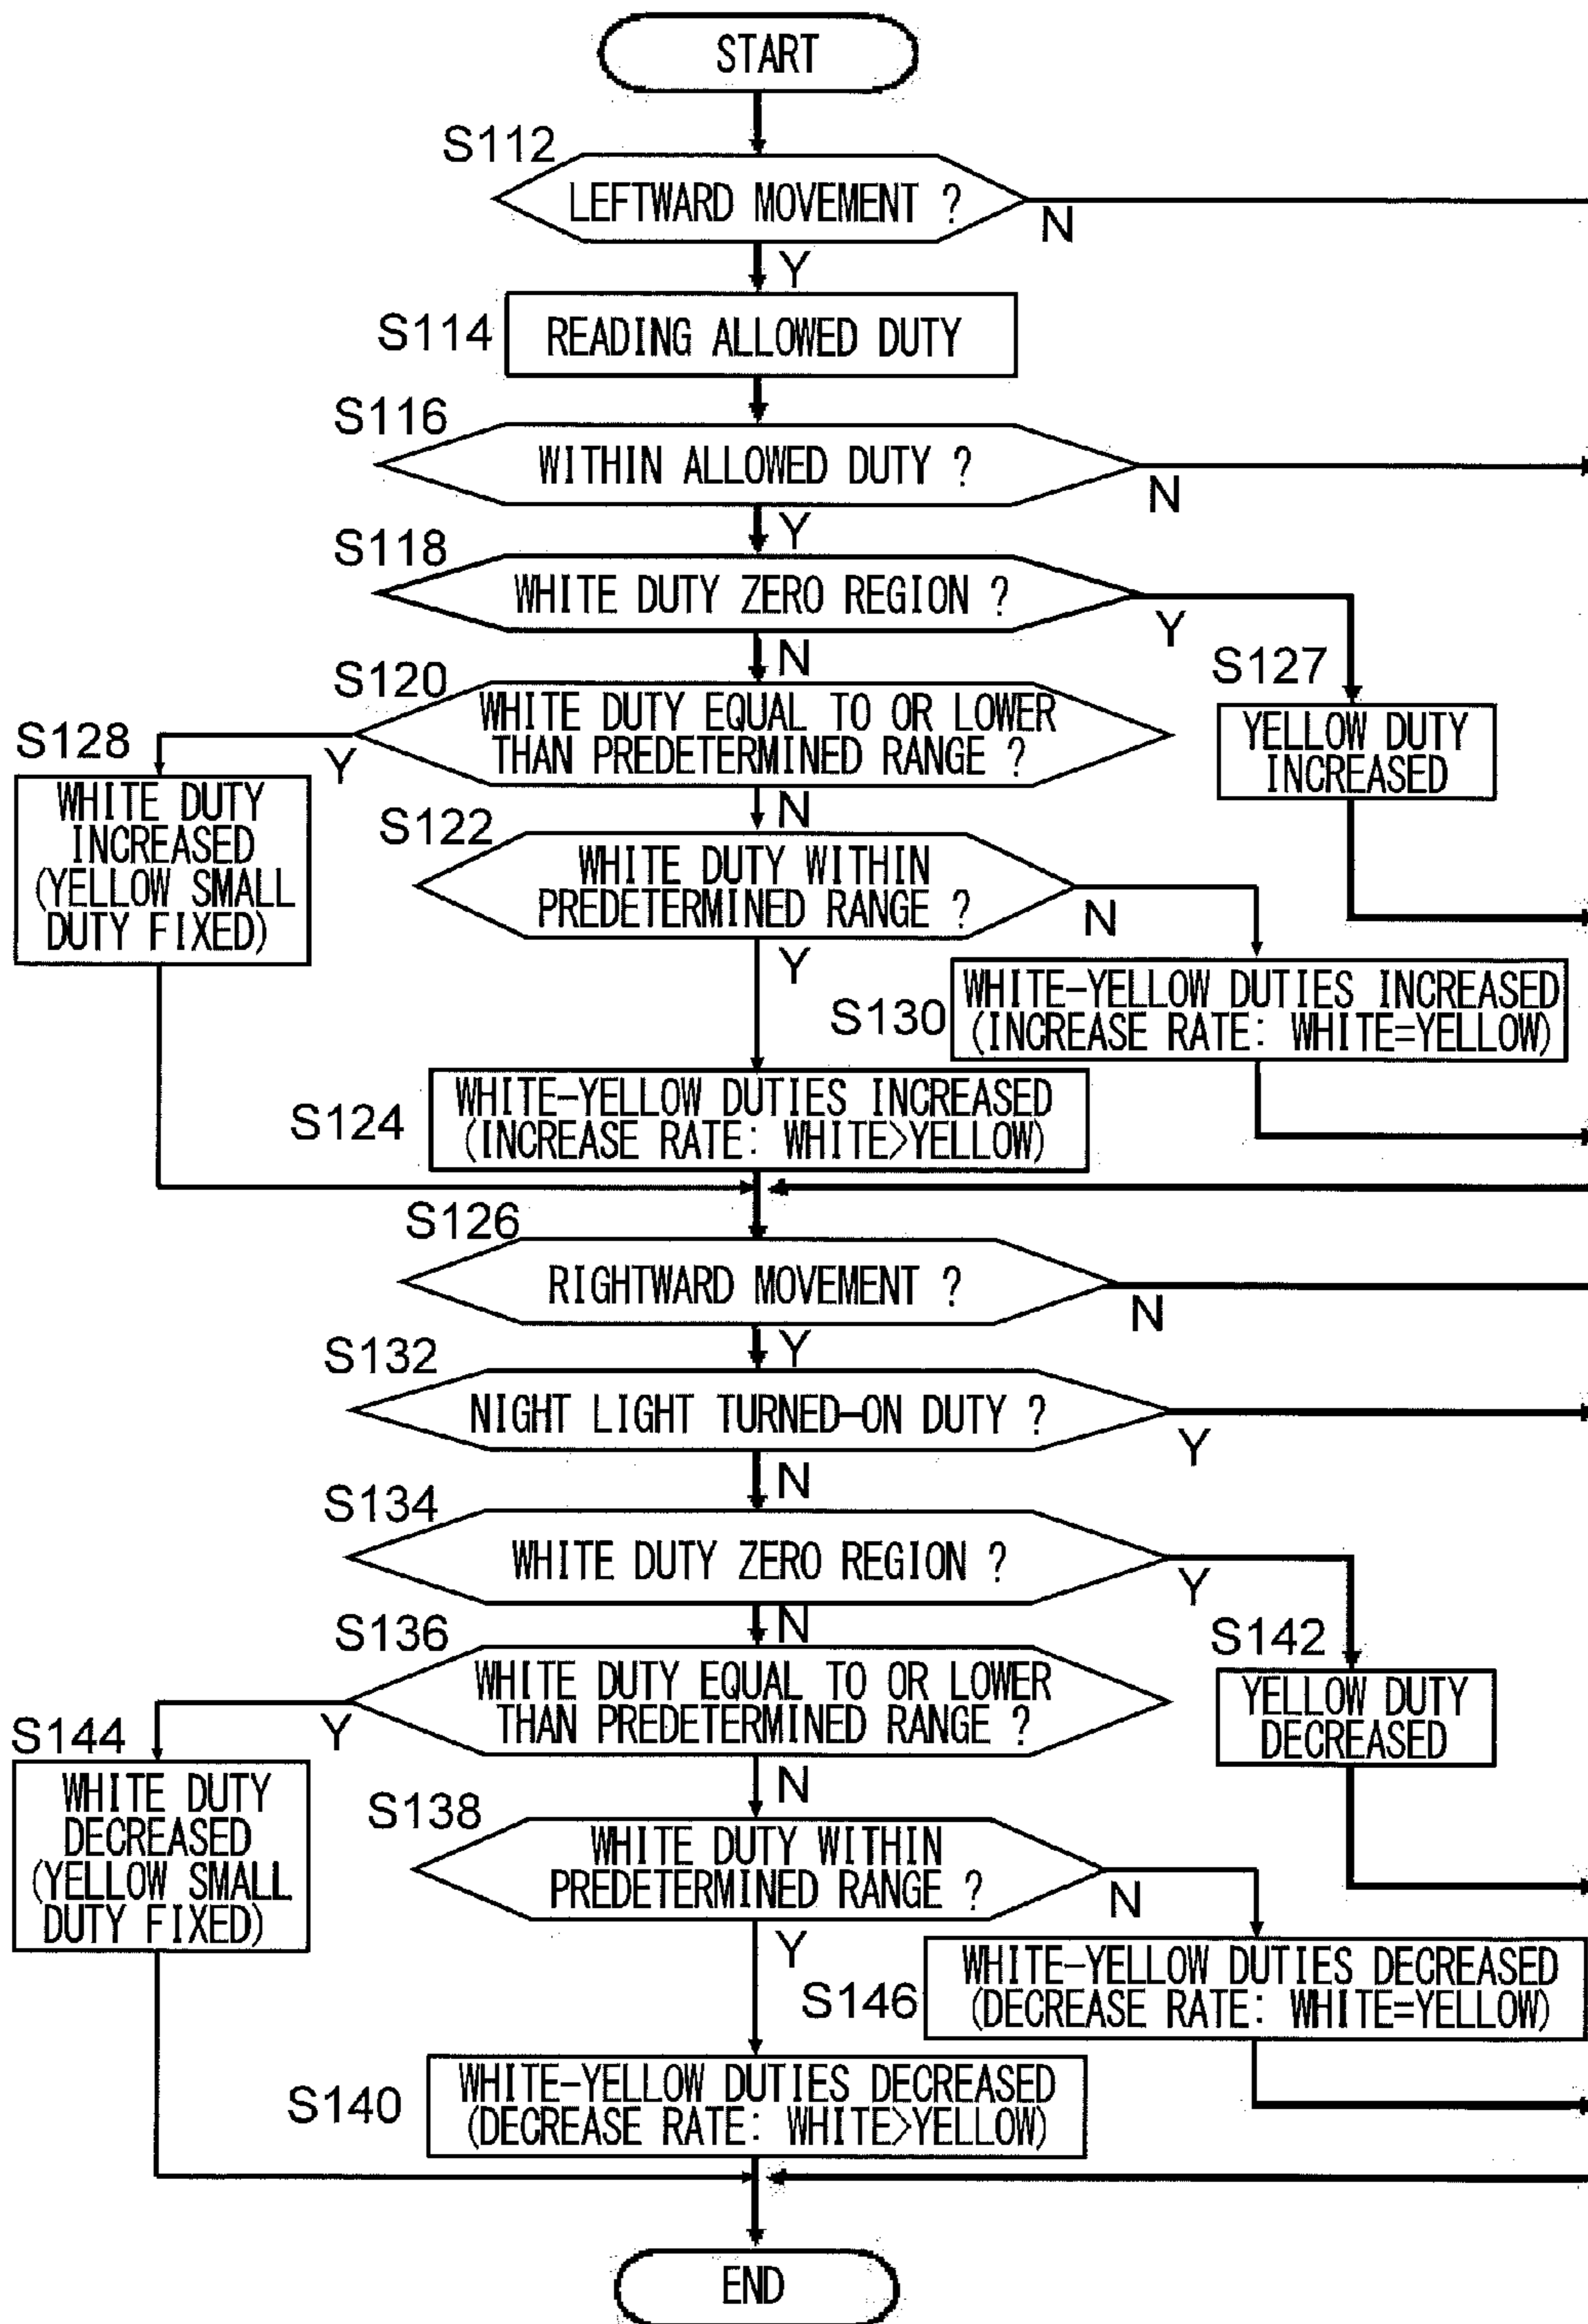 START
S112
LEFTWARD MOVEMENT ?
N
Y
S114
READING ALLOWED DUTY
S116
WITHIN ALLOWED DUTY ?
N
Y
S118
WHITE DUTY ZERO REGION ?
Y
N
S127
YELLOW DUTY
INCREASED
S120
WHITE DUTY EQUAL TO OR LOWER
THAN PREDETERMINED RANGE ?
Y
N
S128
WHITE DUTY
INCREASED
(YELLOW SMALL
DUTY FIXED)
S122
WHITE DUTY WITHIN
PREDETERMINED RANGE ?
N
Y
S130
WHITE-YELLOW DUTIES INCREASED
(INCREASE RATE: WHITE=YELLOW)
S124
WHITE-YELLOW DUTIES INCREASED
(INCREASE RATE: WHITE>YELLOW)
S126
RIGHTWARD MOVEMENT ?
N
Y
S132
NIGHT LIGHT TURNED-ON DUTY ?
Y
N
S134
WHITE DUTY ZERO REGION ?
Y
N
S142
YELLOW DUTY
DECREASED
S136
WHITE DUTY EQUAL TO OR LOWER
THAN PREDETERMINED RANGE ?
Y
N
S144
WHITE DUTY
DECREASED
(YELLOW SMALL
DUTY FIXED)
S138
WHITE DUTY WITHIN
PREDETERMINED RANGE ?
N
Y
S146
WHITE-YELLOW DUTIES DECREASED
(DECREASE RATE: WHITE=YELLOW)
S140
WHITE-YELLOW DUTIES DECREASED
(DECREASE RATE: WHITE>YELLOW)
END